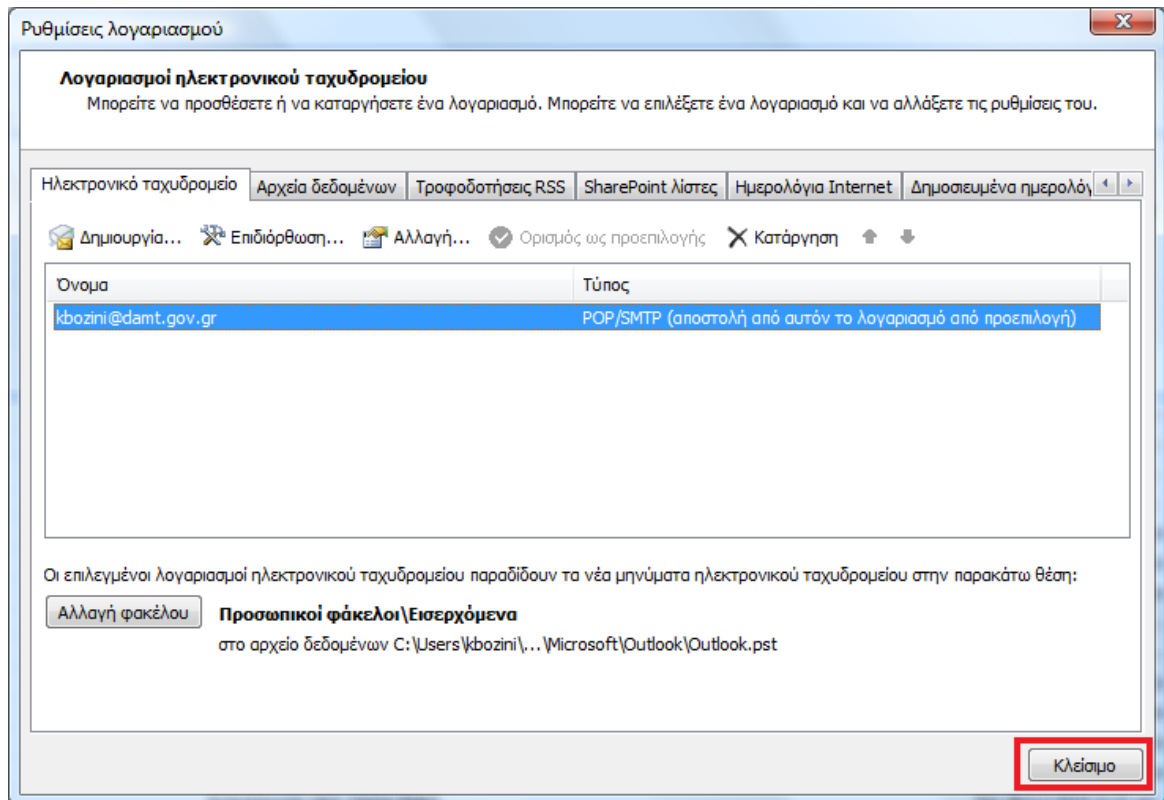 Ρυθμίσεις λογαριασμού
Λογαριασμοί ηλεκτρονικού ταχυδρομείου
Μπορείτε να προσθέσετε ή να καταργήσετε ένα λογαριασμό. Μπορείτε να επιλέξετε ένα λογαριασμό και να αλλάξετε τις ρυθμίσεις του.
Ηλεκτρονικό ταχυδρομείο Αρχεία δεδομένων Τροφοδοτήσεις RSS SharePoint λίστες Ημερολόγια Internet Δημοσιευμένα ημερολόγ
Δημιουργία... Επιδιόρθωση... Αλλαγή... Ορισμός ως προεπιλογής Κατάργηση
Όνομα Τύπος
kbozini@damt.gov.gr POP/SMTP (αποστολή από αυτόν το λογαριασμό από προεπιλογή)
Οι επιλεγμένοι λογαριασμοί ηλεκτρονικού ταχυδρομείου παραδίδουν τα νέα μηνύματα ηλεκτρονικού ταχυδρομείου στην παρακάτω θέση:
Αλλαγή φακέλου Προσωπικοί φάκελοι\Εισερχόμενα
στο αρχείο δεδομένων C:\Users\kbozini\...\Microsoft\Outlook\Outlook.pst
Κλείσιμο